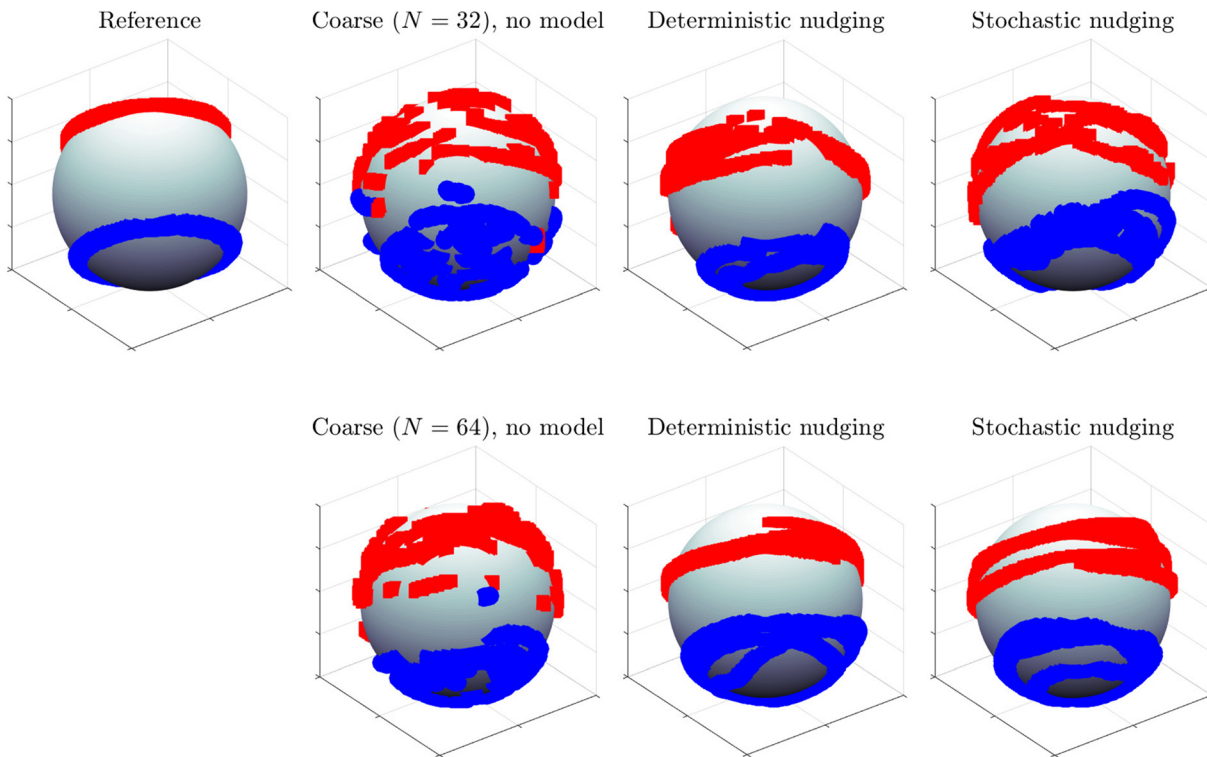 Reference
Coarse (N = 32), no model
Deterministic nudging
Stochastic nudging
Coarse (N = 64), no model
Deterministic nudging
Stochastic nudging